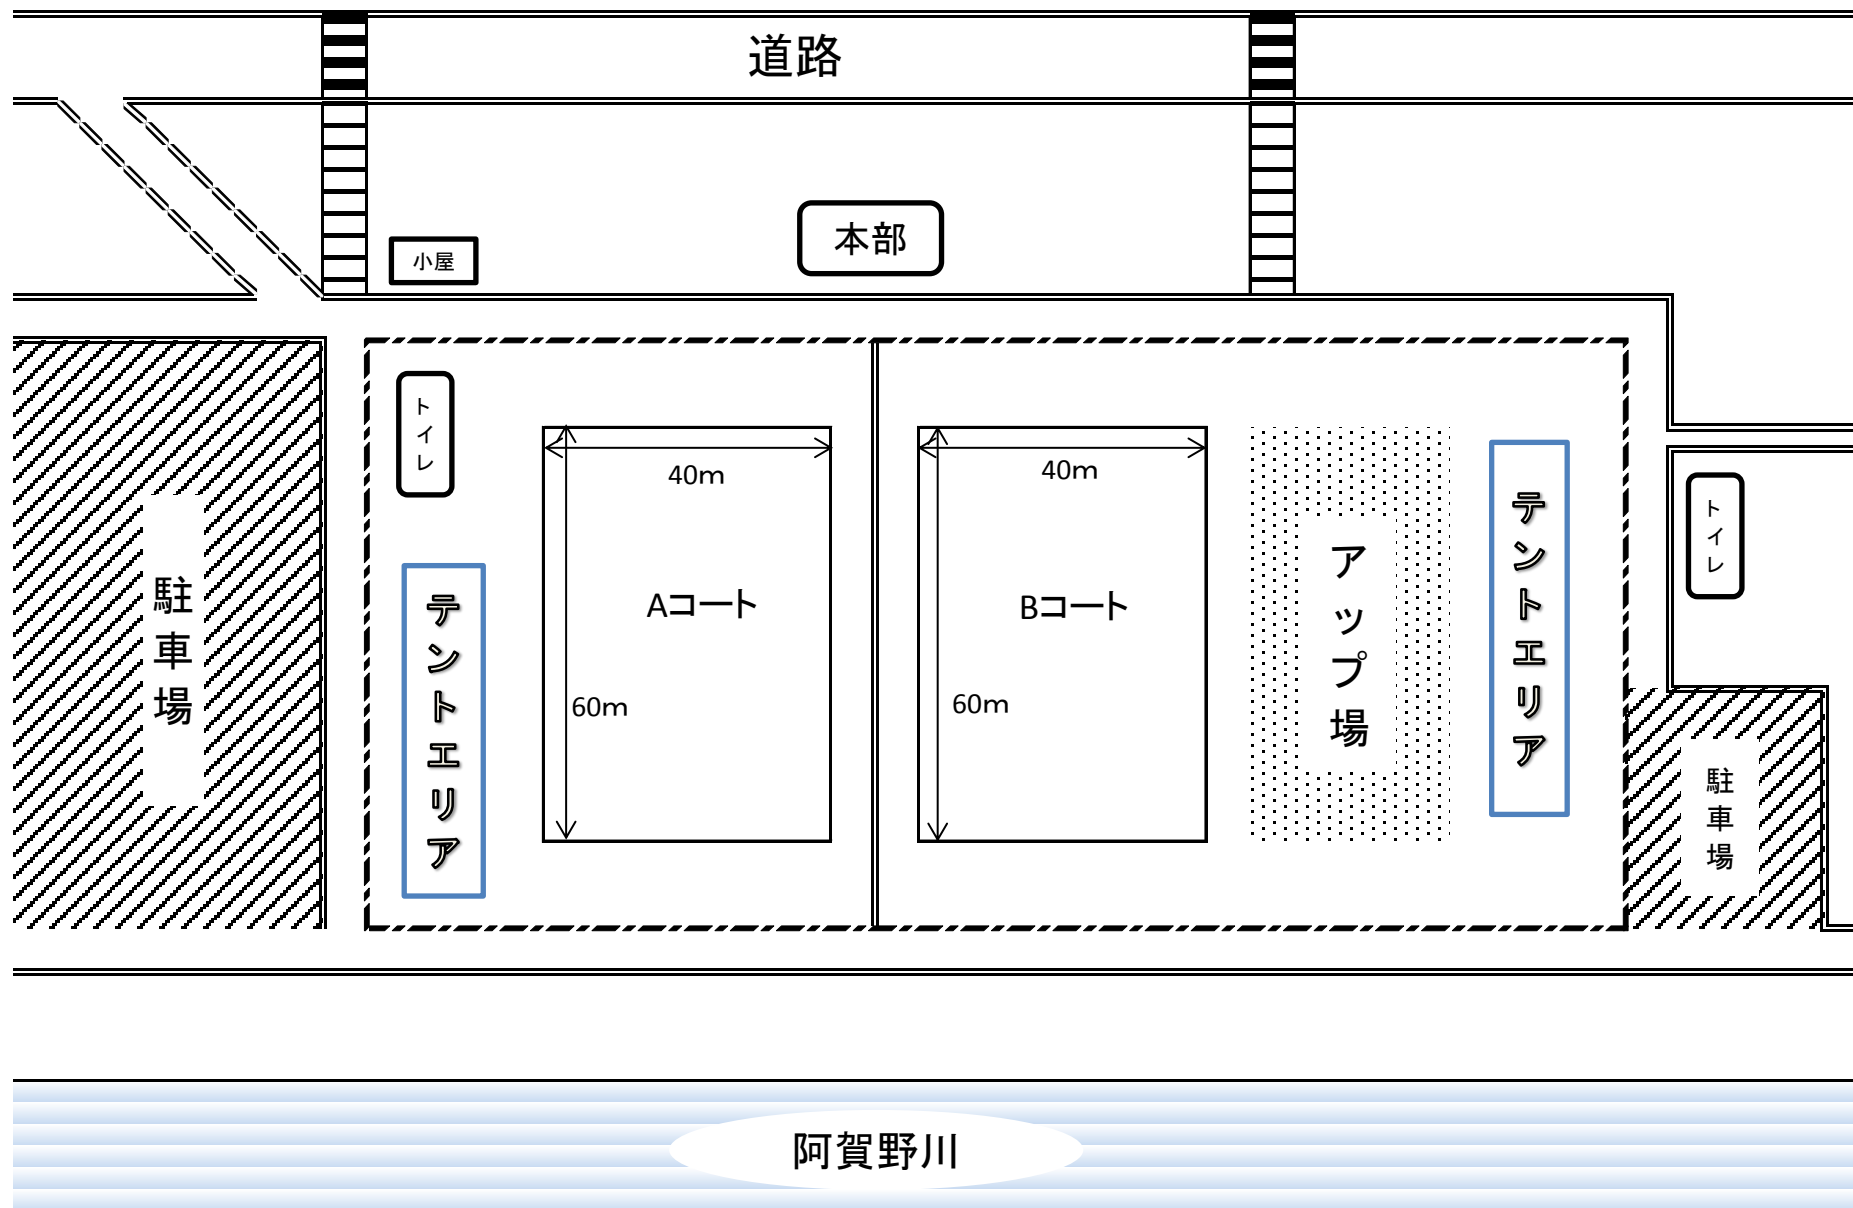 道路
本部
小屋
トイレ
40m
40m
テントエリア
トイレ
アップ場
駐車場
テントエリア
Aコート
Bコート
60m
60m
駐車場
阿賀野川